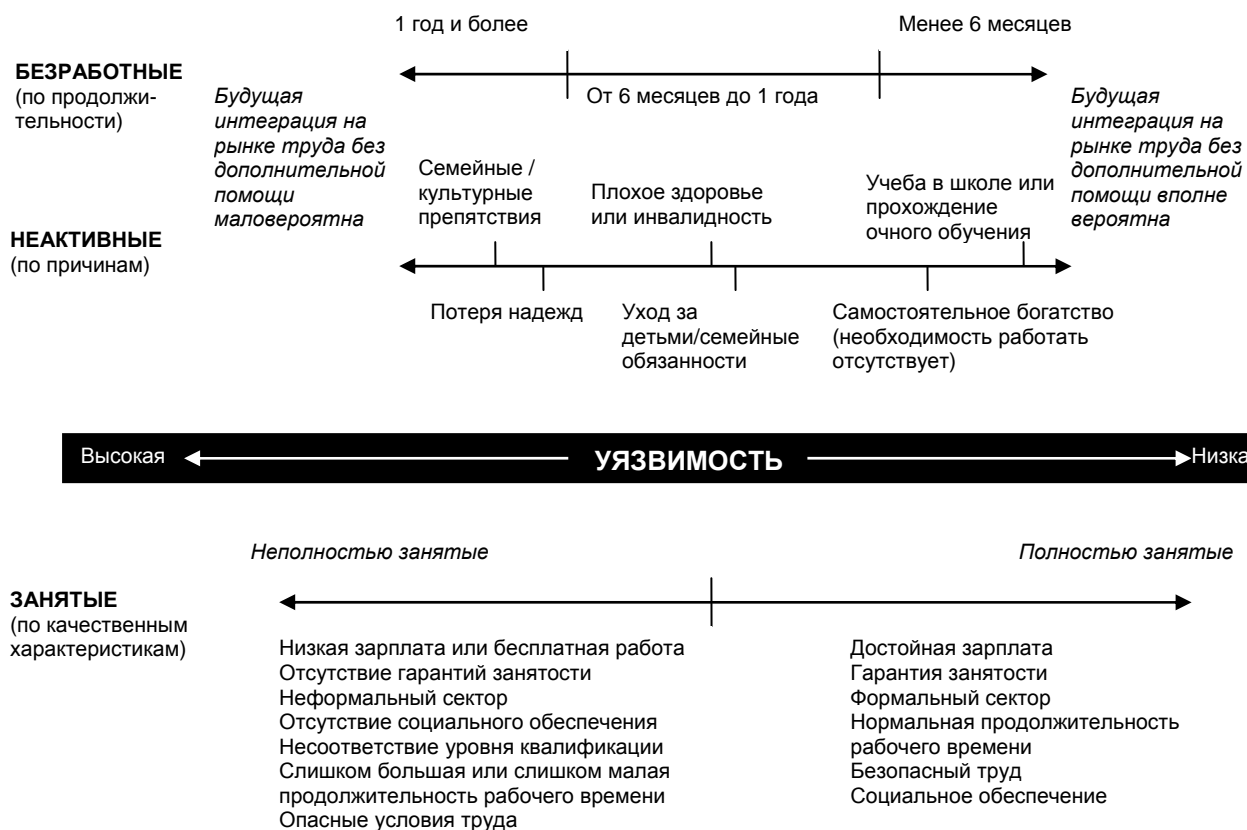 1 год и более
Менее 6 месяцев
БЕЗРАБОТНЫЕ
(по продолжи-
тельности)
От 6 месяцев до 1 года
Будущая
интеграция на
рынке труда без
дополнительной
помощи
маловероятна
Будущая
интеграция на
рынке труда без
дополнительной
помощи вполне
вероятна
Семейные /
культурные
препятствия
Плохое здоровье
или инвалидность
Учеба в школе или
прохождение
очного обучения
НЕАКТИВНЫЕ
(по причинам)
Потеря надежд
Уход за
детьми/семейные
обязанности
Самостоятельное богатство
(необходимость работать
отсутствует)
Высокая
УЯЗВИМОСТЬ
Низка
Неполностью занятые
Полностью занятые
ЗАНЯТЫЕ
(по качественным
характеристикам)
Низкая зарплата или бесплатная работа
Отсутствие гарантий занятости
Неформальный сектор
Отсутствие социального обеспечения
Несоответствие уровня квалификации
Слишком большая или слишком малая
продолжительность рабочего времени
Опасные условия труда
Достойная зарплата
Гарантия занятости
Формальный сектор
Нормальная продолжительность
рабочего времени
Безопасный труд
Социальное обеспечение